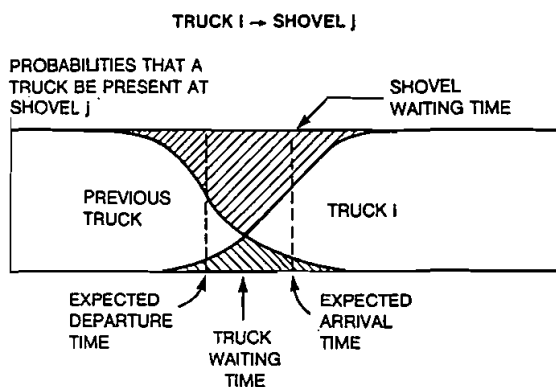 TRUCK i → SHOVEL j
PROBABILITIES THAT A
TRUCK BE PRESENT AT
SHOVEL j
SHOVEL
WAITING TIME
PREVIOUS
TRUCK
TRUCK i
EXPECTED
DEPARTURE
TIME
TRUCK
WAITING
TIME
EXPECTED
ARRIVAL
TIME